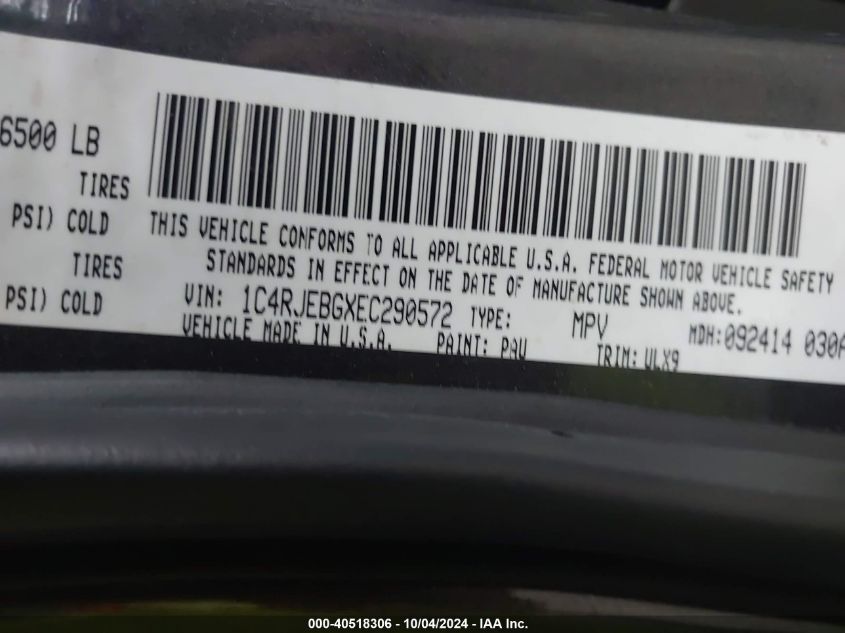 6500 LB
TIRES
PSI) COLD
TIRES
PSI) COLD
THIS VEHICLE CONFORMS TO ALL APPLICABLE U.S.A. FEDERAL MOTOR VEHICLE SAFETY
STANDARDS IN EFFECT ON THE DATE OF MANUFACTURE SHOWN ABOVE.
VIN: 1C4RJEBGXEC290572 TYPE: MPV MDH:092414 030A
VEHICLE MADE IN U.S.A. PAINT: PAU TRIM: VLX9
000-40518306 - 10/04/2024 - IAA Inc.